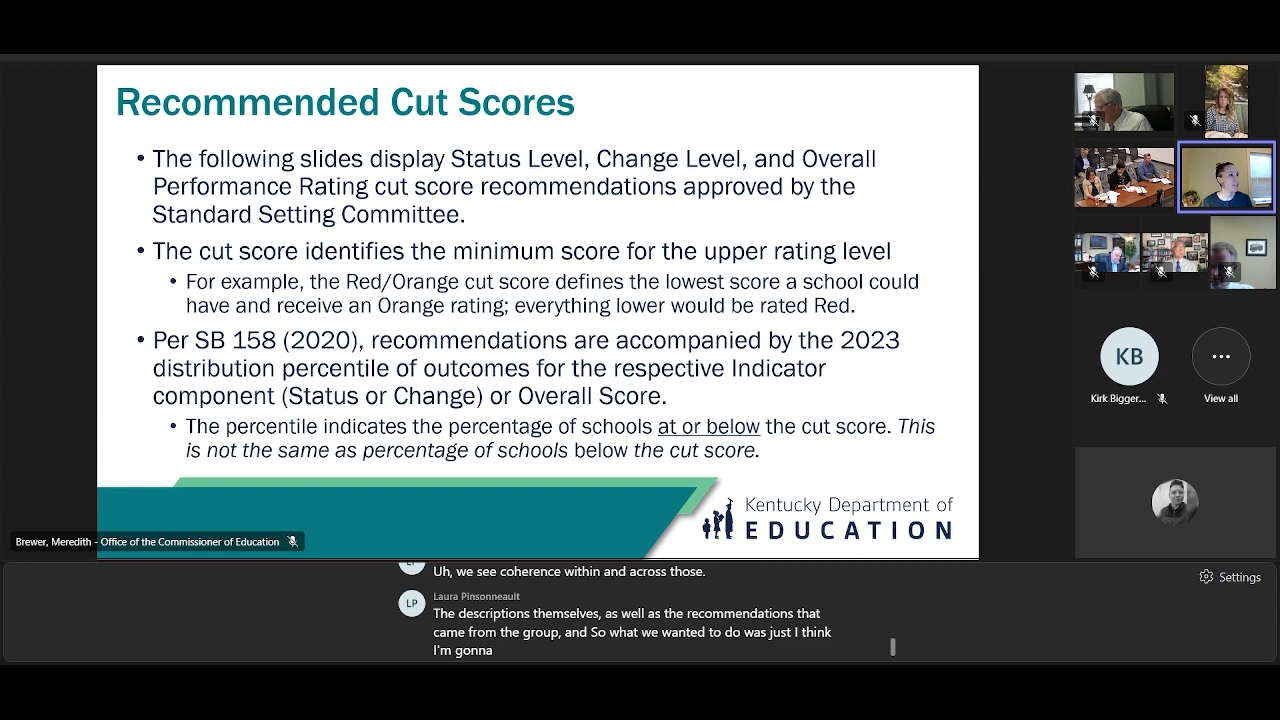 Recommended Cut Scores
• The following slides display Status Level, Change Level, and Overall
Performance Rating cut score recommendations approved by the
Standard Setting Committee.
• The cut score identifies the minimum score for the upper rating level
• For example, the Red/Orange cut score defines the lowest score a school could
have and receive an Orange rating; everything lower would be rated Red.
• Per SB 158 (2020), recommendations are accompanied by the 2023
distribution percentile of outcomes for the respective Indicator
component (Status or Change) or Overall Score.
• The percentile indicates the percentage of schools at or below the cut score. This
is not the same as percentage of schools below the cut score.
Kentucky Department of
EDUCATION
Brewer, Meredith - Office of the Commissioner of Education
KB
Kirk Bigger...
...
View all
LP
Uh, we see coherence within and across those.
Settings
LP
Laura Pinsonneault
The descriptions themselves, as well as the recommendations that
came from the group, and So what we wanted to do was just I think
I'm gonna